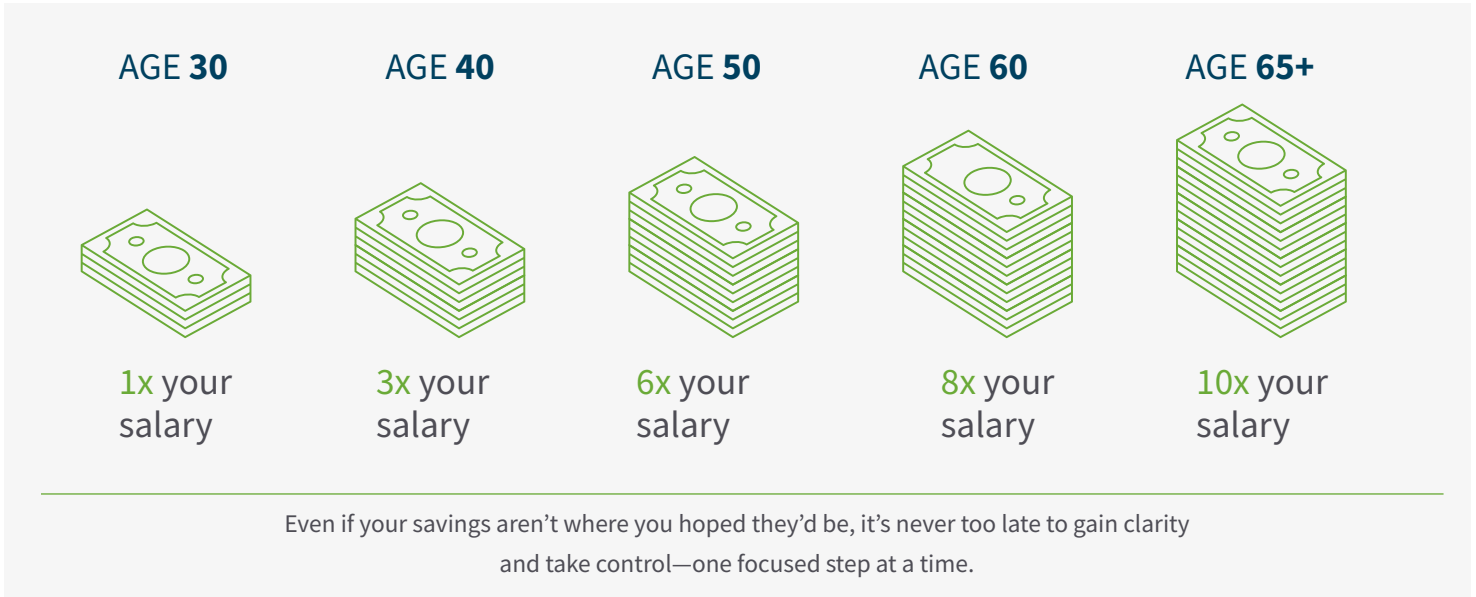 AGE 30
AGE 40
AGE 50
AGE 60
AGE 65+
1x your
salary
3x your
salary
6x your
salary
8x your
salary
10x your
salary
Even if your savings aren’t where you hoped they’d be, it’s never too late to gain clarity
and take control—one focused step at a time.